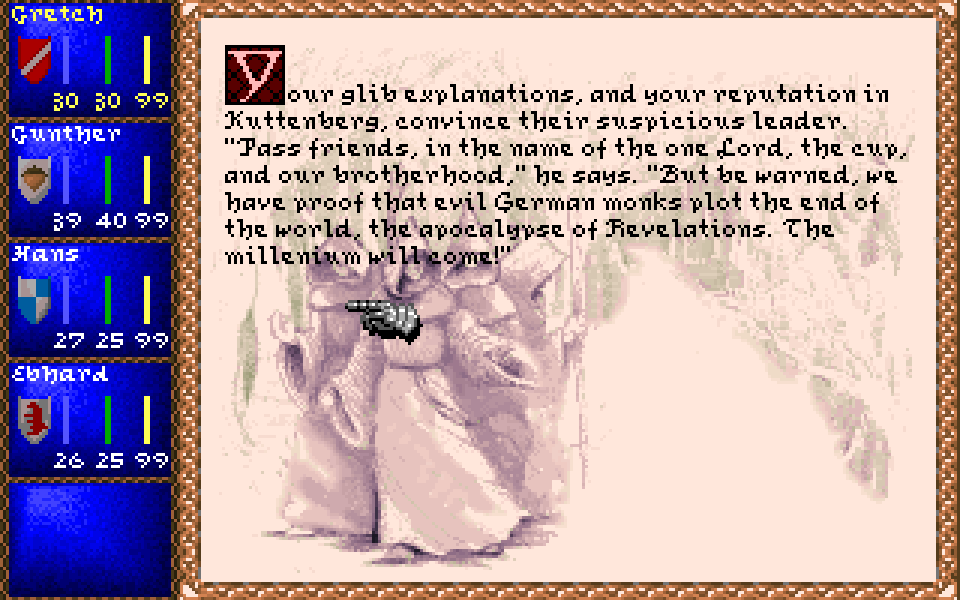 Gretch
30 30 99
Gunther
39 40 99
Hans
27 25 99
Ebhard
26 25 99
Your glib explanations, and your reputation in
Kuttenberg, convince their suspicious leader.
"Pass friends, in the name of the one Lord, the cup,
and our brotherhood," he says. "But be warned, we
have proof that evil German monks plot the end of
the world, the apocalypse of Revelations. The
millenium will come!"